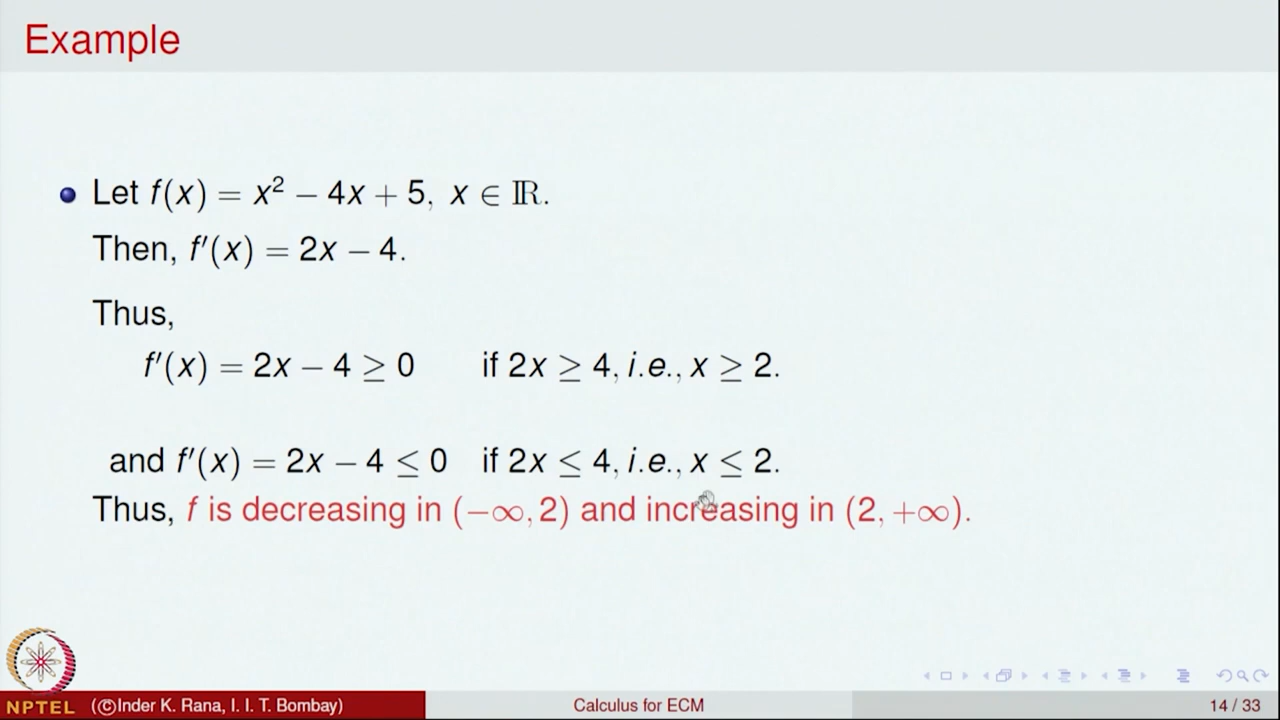 Example
Let f(x) = x² − 4x + 5, x ∈ ℝ.
Then, f′(x) = 2x − 4.
Thus,
f′(x) = 2x − 4 ≥ 0 if 2x ≥ 4, i.e., x ≥ 2.
and f′(x) = 2x − 4 ≤ 0 if 2x ≤ 4, i.e., x ≤ 2.
Thus, f is decreasing in (−∞, 2) and increasing in (2, +∞).
NPTEL (©Inder K. Rana, I. I. T. Bombay) Calculus for ECM 14 / 33